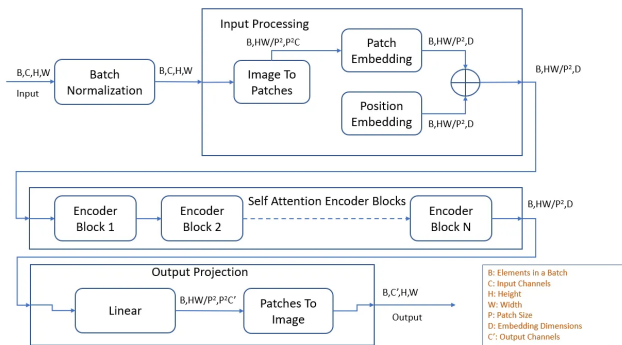 Input Processing
B,HW/P²,P²C
B,C,H,W
Input
Batch
Normalization
B,C,H,W
Image To
Patches
Patch
Embedding
B,HW/P²,D
Position
Embedding
B,HW/P²,D
B,HW/P²,D
Self Attention Encoder Blocks
Encoder
Block 1
Encoder
Block 2
Encoder
Block N
B,HW/P²,D
Output Projection
Linear
B,HW/P²,P²C'
Patches To
Image
B,C',H,W
Output
B: Elements in a Batch
C: Input Channels
H: Height
W: Width
P: Patch Size
D: Embedding Dimensions
C': Output Channels